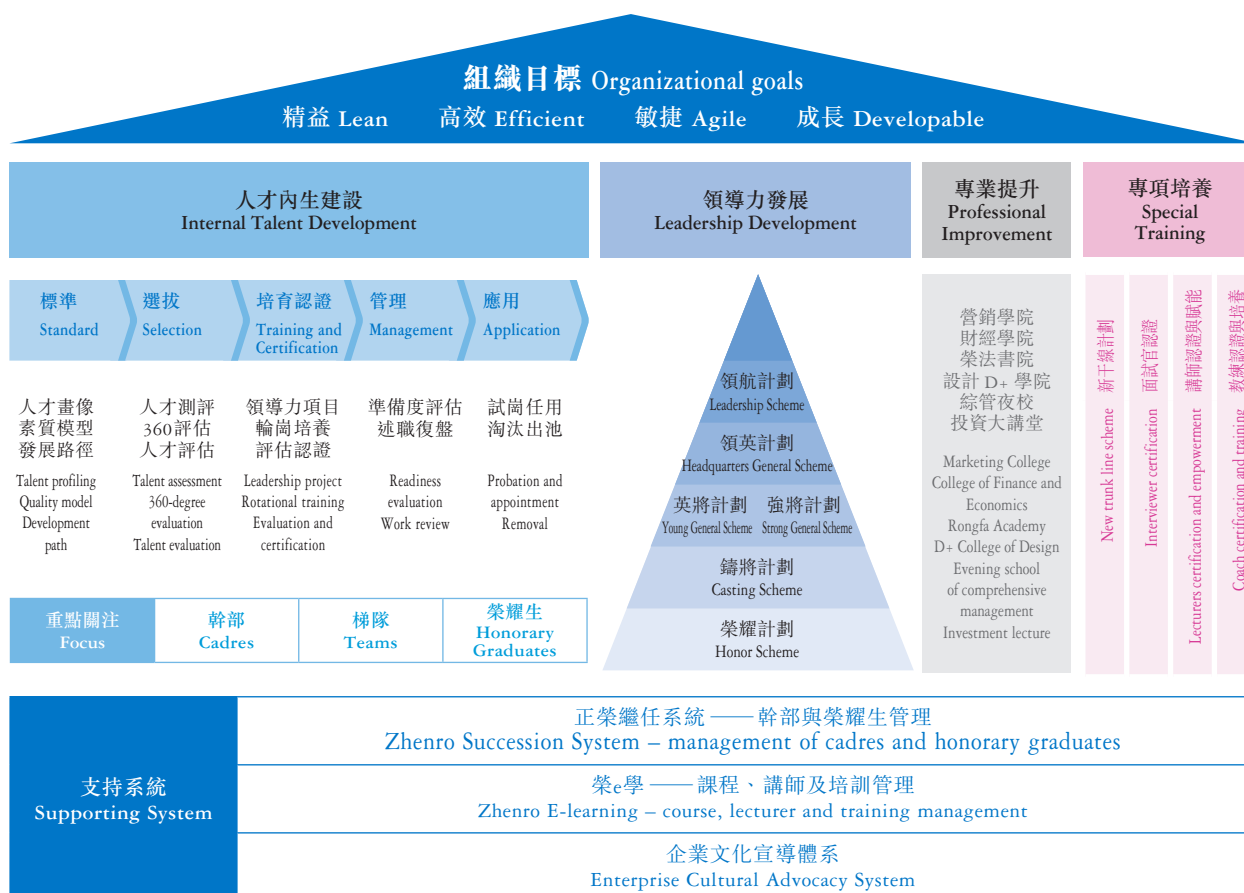 組織目標 Organizational goals
精益 Lean 高效 Efficient 敏捷 Agile 成長 Developable
人才內生建設
Internal Talent Development
領導力發展
Leadership Development
專業提升
Professional
Improvement
專項培養
Special
Training
標準
Standard
選拔
Selection
培育認證
Training and
Certification
管理
Management
應用
Application
人才畫像
素質模型
發展路徑
Talent profiling
Quality model
Development
path
人才測評
360評估
人才評估
Talent assessment
360-degree
evaluation
Talent evaluation
領導力項目
輪崗培養
評估認證
Leadership project
Rotational training
Evaluation and
certification
準備度評估
述職復盤
Readiness
evaluation
Work review
試崗任用
淘汰出池
Probation and
appointment
Removal
重點關注
Focus
幹部
Cadres
梯隊
Teams
榮耀生
Honorary
Graduates
領航計劃
Leadership Scheme
領英計劃
Headquarters General Scheme
英將計劃
Young General Scheme
強將計劃
Strong General Scheme
鑄將計劃
Casting Scheme
榮耀計劃
Honor Scheme
营銷學院
財經學院
榮法書院
設計 D+ 學院
綜管夜校
投資大講堂
Marketing College
College of Finance and
Economics
Rongfa Academy
D+ College of Design
Evening school
of comprehensive
management
Investment lecture
New trunk line scheme 新干線計劃
Interviewer certification 面試官認證
Lecturers certification and empowerment 講師認證與賦能
Coach certification and training 教練認證與培養
支持系統
Supporting System
正榮繼任系統 —— 幹部與榮耀生管理
Zhenro Succession System – management of cadres and honorary graduates
榮e學 —— 課程、講師及培訓管理
Zhenro E-learning – course, lecturer and training management
企業文化宣導體系
Enterprise Cultural Advocacy System